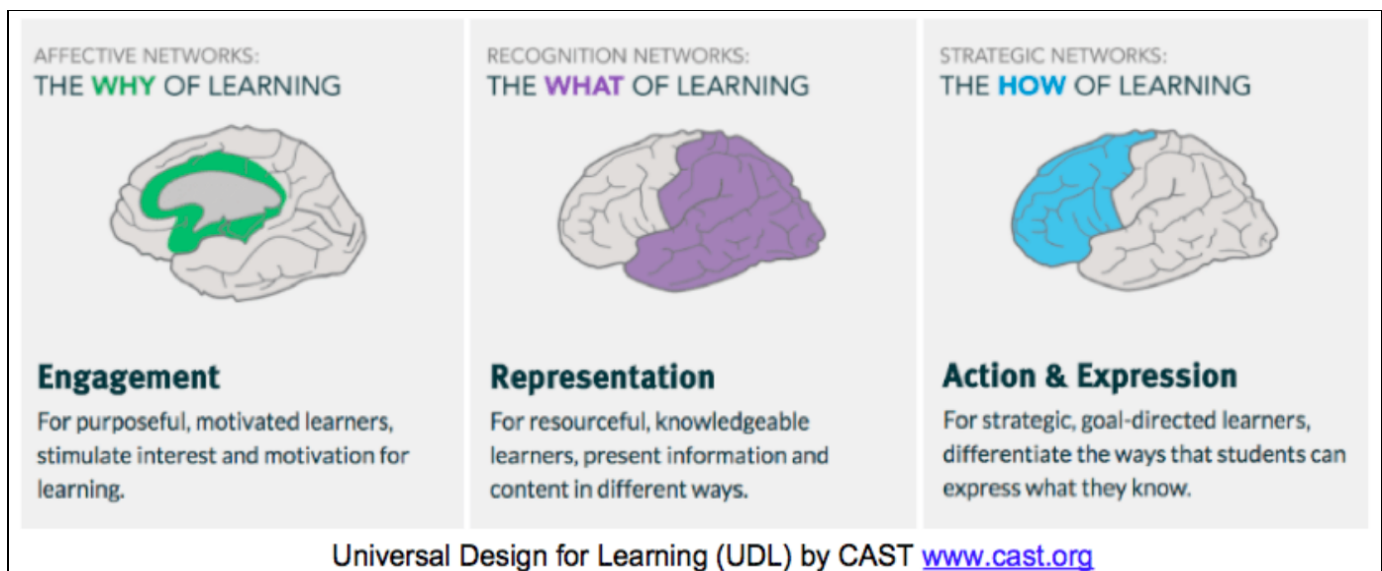 AFFECTIVE NETWORKS:
THE WHY OF LEARNING
Engagement
For purposeful, motivated learners,
stimulate interest and motivation for
learning.
RECOGNITION NETWORKS:
THE WHAT OF LEARNING
Representation
For resourceful, knowledgeable
learners, present information and
content in different ways.
STRATEGIC NETWORKS:
THE HOW OF LEARNING
Action & Expression
For strategic, goal-directed learners,
differentiate the ways that students can
express what they know.
Universal Design for Learning (UDL) by CAST www.cast.org